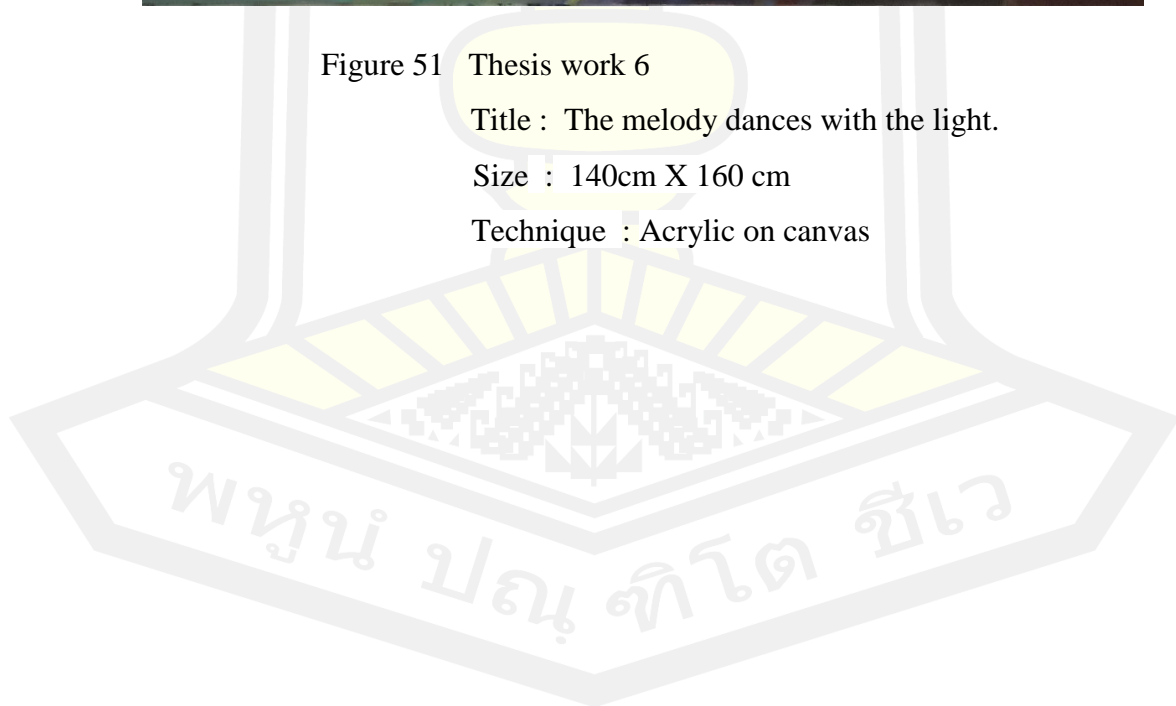 Figure 51 Thesis work 6
Title : The melody dances with the light.
Size : 140cm X 160 cm
Technique : Acrylic on canvas
พหูนํ ปณฺฑิโต ชีเว